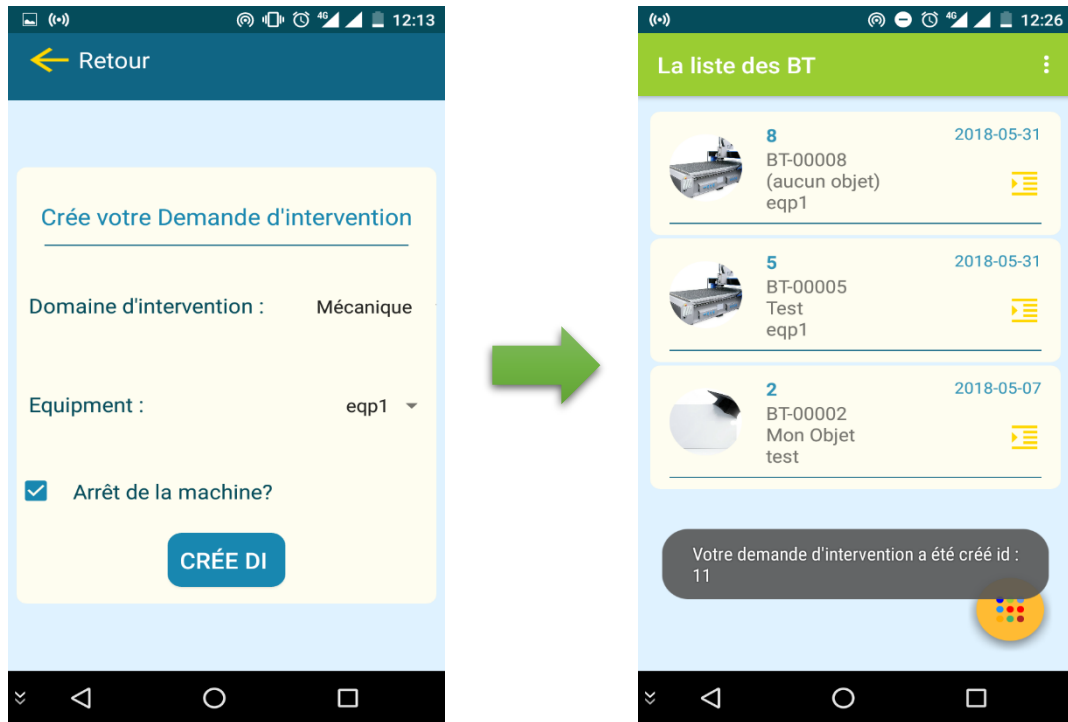 4G 12:13
Retour
Crée votre Demande d'intervention
Domaine d'intervention : Mécanique
Equipment : eqp1
Arrêt de la machine?
CRÉE DI
4G 12:26
La liste des BT
8 2018-05-31
BT-00008
(aucun objet)
eqp1
5 2018-05-31
BT-00005
Test
eqp1
2 2018-05-07
BT-00002
Mon Objet
test
Votre demande d'intervention a été créé id :
11